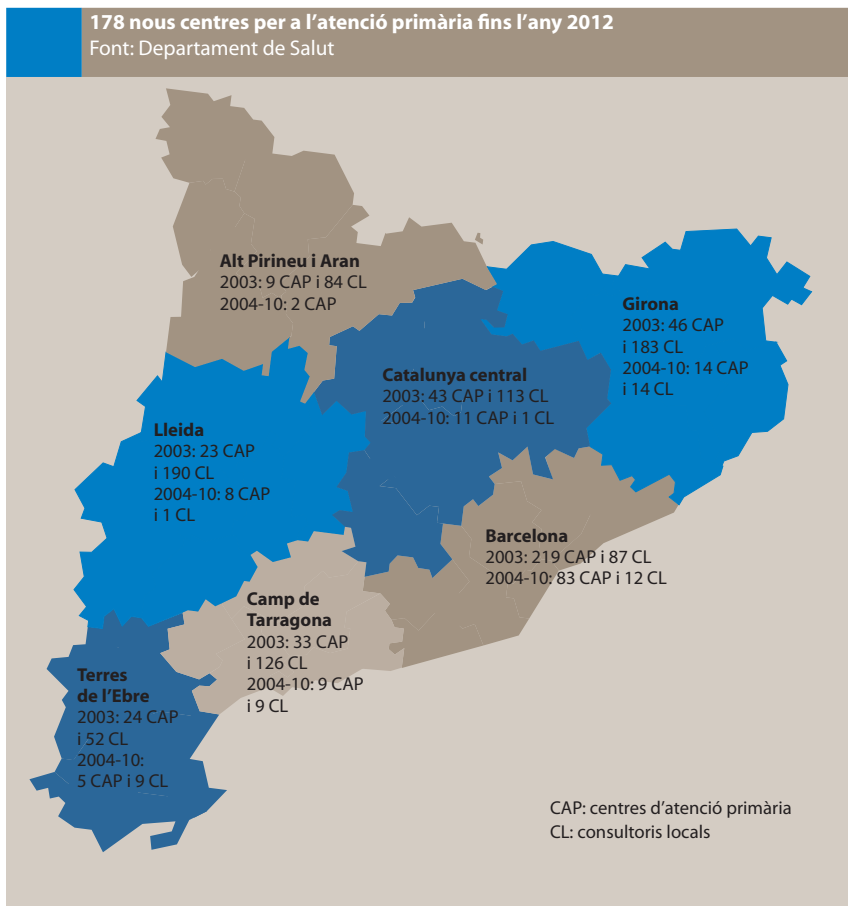 178 nous centres per a l’atenció primària fins l’any 2012
Font: Departament de Salut
Alt Pirineu i Aran
2003: 9 CAP i 84 CL
2004-10: 2 CAP
Girona
2003: 46 CAP
i 183 CL
2004-10: 14 CAP
i 14 CL
Catalunya central
2003: 43 CAP i 113 CL
2004-10: 11 CAP i 1 CL
Lleida
2003: 23 CAP
i 190 CL
2004-10: 8 CAP
i 1 CL
Barcelona
2003: 219 CAP i 87 CL
2004-10: 83 CAP i 12 CL
Camp de
Tarragona
2003: 33 CAP
i 126 CL
2004-10: 9 CAP
i 9 CL
Terres
de l’Ebre
2003: 24 CAP
i 52 CL
2004-10:
5 CAP i 9 CL
CAP: centres d’atenció primària
CL: consultoris locals